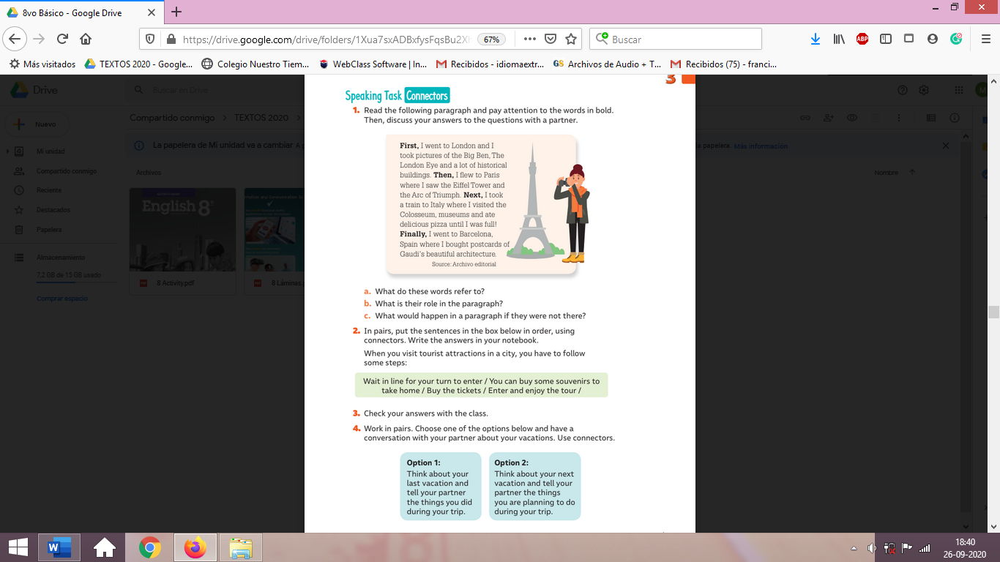 8vo Básico - Google Drive
https://drive.google.com/drive/folders/1Xua7sxADBxfysFqsBu2X
67%
Buscar
Más visitados
TEXTOS 2020 - Google...
Colegio Nuestro Tiem...
WebClass Software | In...
Recibidos - idiomaextr...
Archivos de Audio + T...
Recibidos (75) - franci...
Drive
Buscar en Drive
Nuevo
Mi unidad
Compartido conmigo
Reciente
Destacados
Papelera
Almacenamiento
7.2 GB de 15 GB usado
Comprar espacio
Compartido conmigo > TEXTOS 2020 >
La papelera de Mi unidad va a cambiar
la papelera. Más información
Archivos
Nombre
English 8°
8 Activity.pdf
8 Láminas.
3
Speaking Task Connectors
1. Read the following paragraph and pay attention to the words in bold.
Then, discuss your answers to the questions with a partner.
First, I went to London and I
took pictures of the Big Ben, The
London Eye and a lot of historical
buildings. Then, I flew to Paris
where I saw the Eiffel Tower and
the Arc of Triumph. Next, I took
a train to Italy where I visited the
Colosseum, museums and ate
delicious pizza until I was full!
Finally, I went to Barcelona,
Spain where I bought postcards of
Gaudi's beautiful architecture.
Source: Archivo editorial
a. What do these words refer to?
b. What is their role in the paragraph?
c. What would happen in a paragraph if they were not there?
2. In pairs, put the sentences in the box below in order, using
connectors. Write the answers in your notebook.
When you visit tourist attractions in a city, you have to follow
some steps:
Wait in line for your turn to enter / You can buy some souvenirs to
take home / Buy the tickets / Enter and enjoy the tour /
3. Check your answers with the class.
4. Work in pairs. Choose one of the options below and have a
conversation with your partner about your vacations. Use connectors.
Option 1:
Think about your
last vacation and
tell your partner
the things you did
during your trip.
Option 2:
Think about your next
vacation and tell your
partner the things
you are planning to do
during your trip.
18:40
26-09-2020